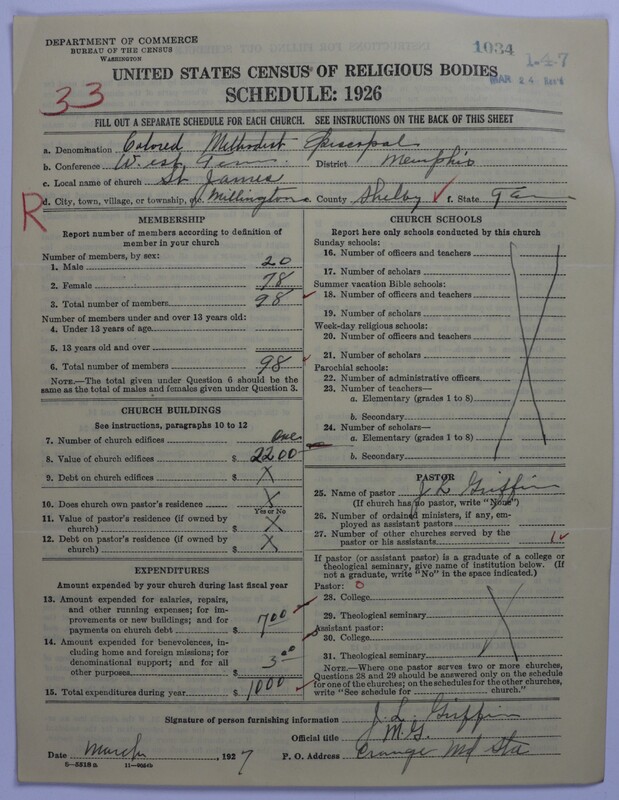 DEPARTMENT OF COMMERCE
BUREAU OF THE CENSUS
WASHINGTON
1034
1-4-7
MAR 24
UNITED STATES CENSUS OF RELIGIOUS BODIES
SCHEDULE: 1926
33
FILL OUT A SEPARATE SCHEDULE FOR EACH CHURCH. SEE INSTRUCTIONS ON THE BACK OF THIS SHEET
a. Denomination Colored Methodist Episcopal
b. Conference West Tenn. District Memphis
c. Local name of church St James
R
d. City, town, village, or township, etc. Millington County Shelby f. State
MEMBERSHIP
Report number of members according to definition of
member in your church
Number of members, by sex:
1. Male 20
2. Female 78
3. Total number of members 98
Number of members under and over 13 years old:
4. Under 13 years of age
5. 13 years old and over
6. Total number of members 98
NOTE.—The total given under Question 6 should be
the same as the total of males and females given under Question 3.
CHURCH BUILDINGS
See instructions, paragraphs 10 to 12
7. Number of church edifices One
8. Value of church edifices $ 2200
9. Debt on church edifices $ X
10. Does church own pastor's residence X
Yes or No
11. Value of pastor's residence (if owned by
church) $ X
12. Debt on pastor's residence (if owned by
church) $ X
EXPENDITURES
Amount expended by your church during last fiscal year
13. Amount expended for salaries, repairs,
and other running expenses; for im-
provements or new buildings; and for
payments on church debt $ 700
14. Amount expended for benevolences, in-
cluding home and foreign missions; for
denominational support; and for all
other purposes $ 300
15. Total expenditures during year $ 1000
CHURCH SCHOOLS
Report here only schools conducted by this church
Sunday schools:
16. Number of officers and teachers
17. Number of scholars
Summer vacation Bible schools:
18. Number of officers and teachers
19. Number of scholars
Week-day religious schools:
20. Number of officers and teachers
21. Number of scholars
Parochial schools:
22. Number of administrative officers
23. Number of teachers—
a. Elementary (grades 1 to 8)
b. Secondary
24. Number of scholars—
a. Elementary (grades 1 to 8)
b. Secondary
PASTOR
25. Name of pastor J L Griffin
(If church has no pastor, write "None")
26. Number of ordained ministers, if any, em-
ployed as assistant pastors
27. Number of other churches served by the
pastor or his assistants 1
If pastor (or assistant pastor) is a graduate of a college or
theological seminary, give name of institution below. (If
not a graduate, write "No" in the space indicated.)
Pastor: 0
28. College
29. Theological seminary
Assistant pastor:
30. College
31. Theological seminary
NOTE.—Where one pastor serves two or more churches,
Questions 28 and 29 should be answered only on the schedule
for one of the churches; on the schedules for the other churches,
write "See schedule for church."
Signature of person furnishing information J. L. Griffin
Official title M.G.
Date March, 1927 P. O. Address Sta
11—9664b